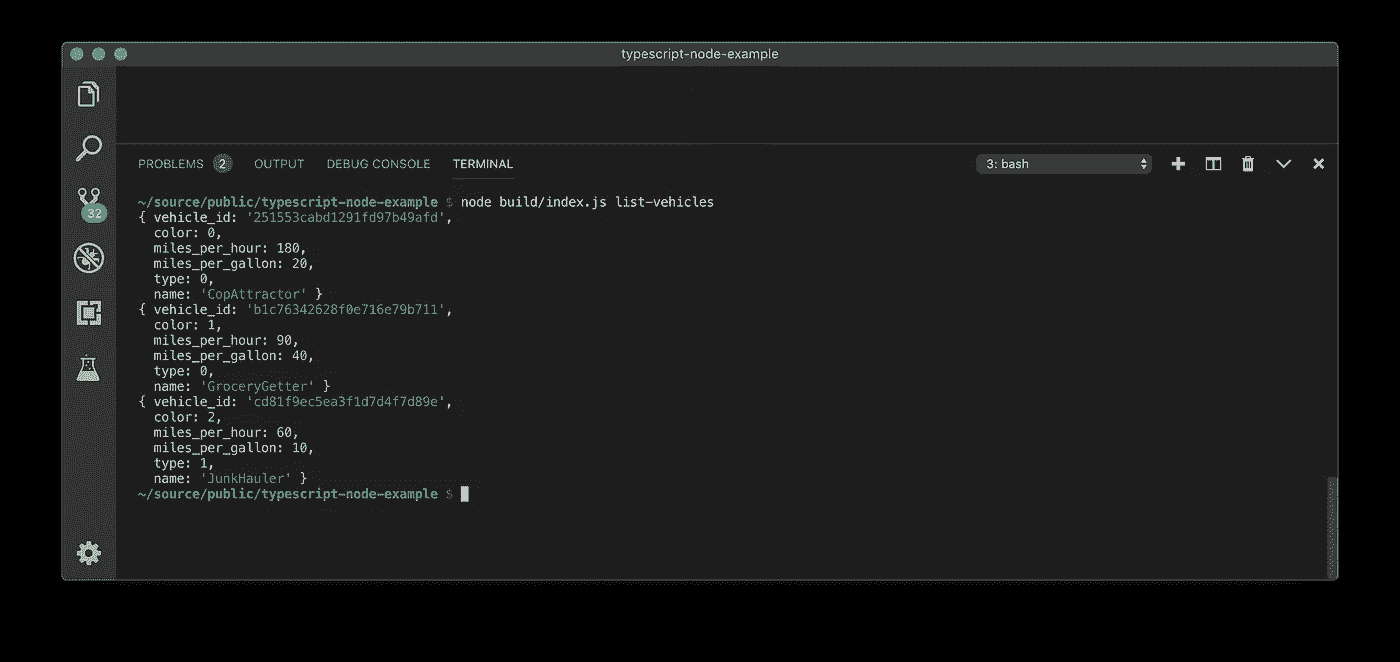 typescript-node-example
PROBLEMS 2 OUTPUT DEBUG CONSOLE TERMINAL 3: bash
32
~/source/public/typescript-node-example $ node build/index.js list-vehicles
{ vehicle_id: '251553cabd1291fd97b49afd',
color: 0,
miles_per_hour: 180,
miles_per_gallon: 20,
type: 0,
name: 'CopAttractor' }
{ vehicle_id: 'b1c76342628f0e716e79b711',
color: 1,
miles_per_hour: 90,
miles_per_gallon: 40,
type: 0,
name: 'GroceryGetter' }
{ vehicle_id: 'cd81f9ec5ea3f1d7d4f7d89e',
color: 2,
miles_per_hour: 60,
miles_per_gallon: 10,
type: 1,
name: 'JunkHauler' }
~/source/public/typescript-node-example $